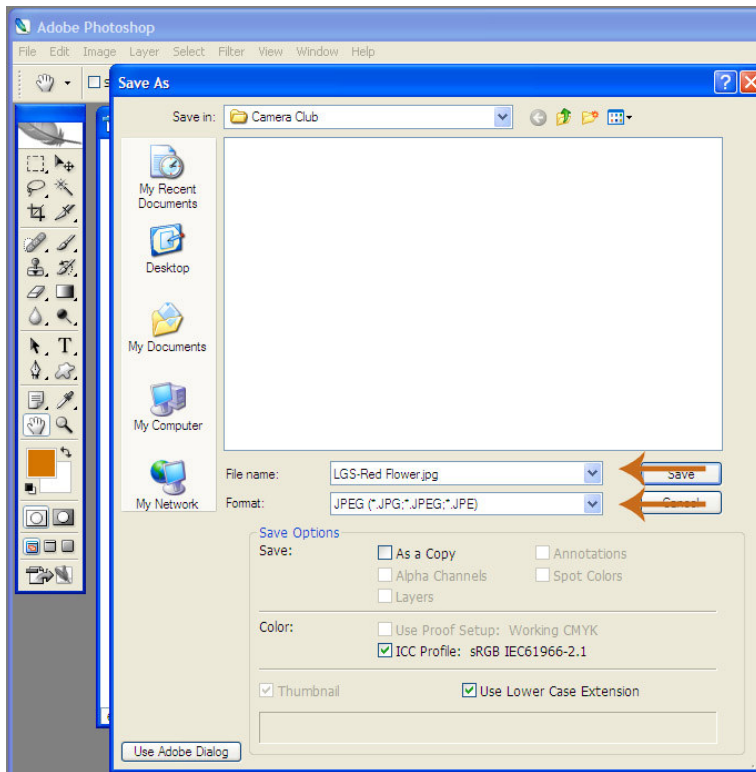 Adobe Photoshop
File Edit Image Layer Select Filter View Window Help
Save As
Save in: Camera Club
My Recent
Documents
Desktop
My Documents
My Computer
My Network
File name: LGS-Red Flower.jpg Save
Format: JPEG (*.JPG;*.JPEG;*.JPE) Cancel
Save Options
Save: As a Copy Annotations
Alpha Channels Spot Colors
Layers
Color: Use Proof Setup: Working CMYK
ICC Profile: sRGB IEC61966-2.1
Thumbnail Use Lower Case Extension
Use Adobe Dialog